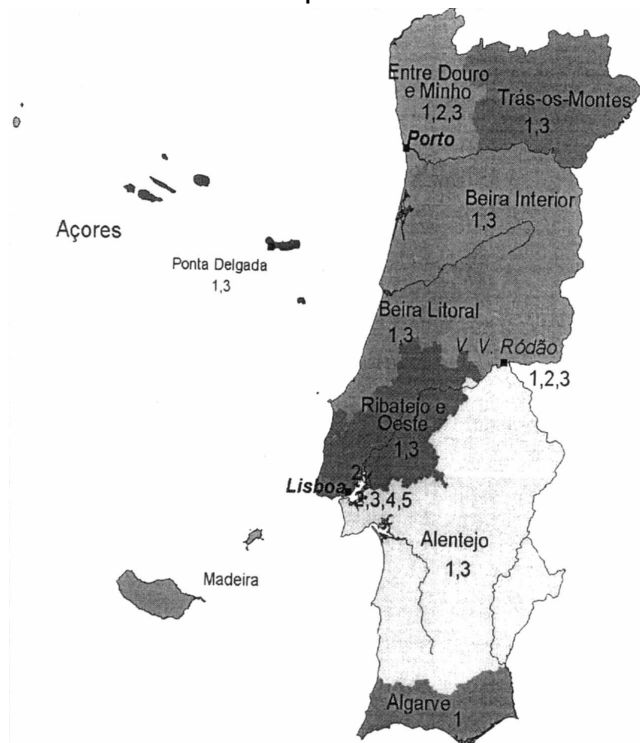 Entre Douro
e Minho
1,2,3
Trás-os-Montes
1,3
Porto
Beira Interior
1,3
Açores
Ponta Delgada
1,3
Beira Litoral
1,3
V. V. Ródão
1,2,3
Ribatejo e
Oeste
1,3
Lisboa
2,3,4,5
Alentejo
1,3
Madeira
Algarve 1